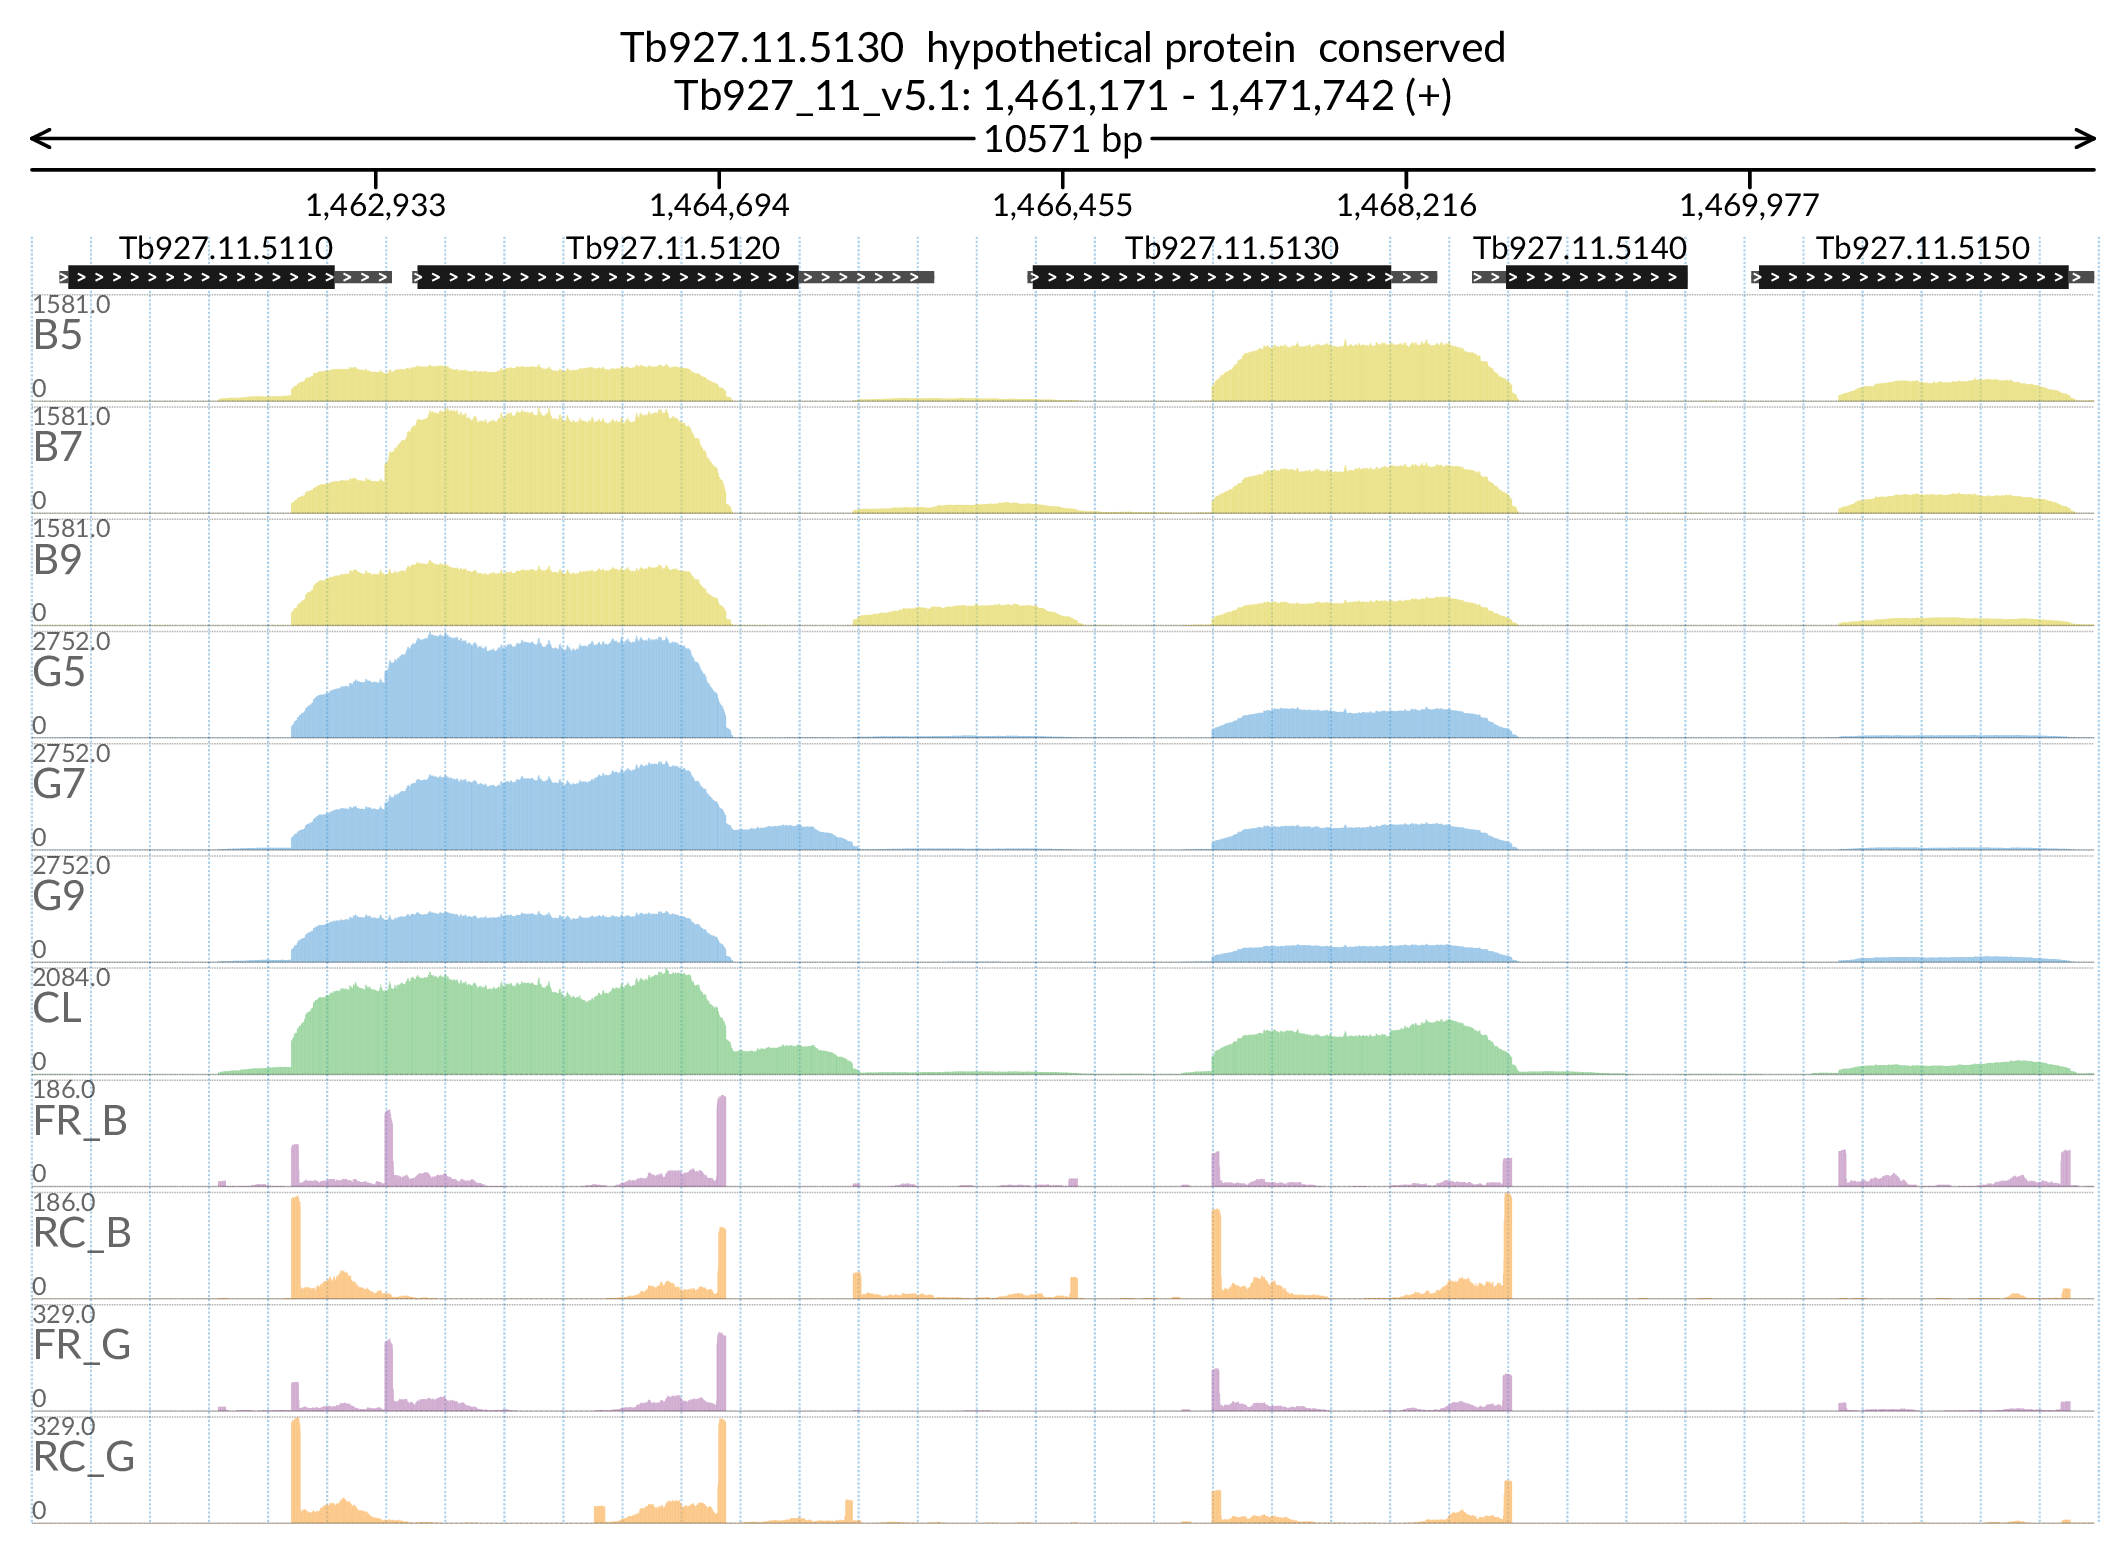 Tb927.11.5130 hypothetical protein conserved
Tb927_11_v5.1: 1,461,171 - 1,471,742 (+)
10571 bp
1,462,933 1,464,694 1,466,455 1,468,216 1,469,977
Tb927.11.5110 Tb927.11.5120 Tb927.11.5130 Tb927.11.5140 Tb927.11.5150
1581.0
B5
0
1581.0
B7
0
1581.0
B9
0
2752.0
G5
0
2752.0
G7
0
2752.0
G9
0
2084.0
CL
0
186.0
FR_B
0
186.0
RC_B
0
329.0
FR_G
0
329.0
RC_G
0